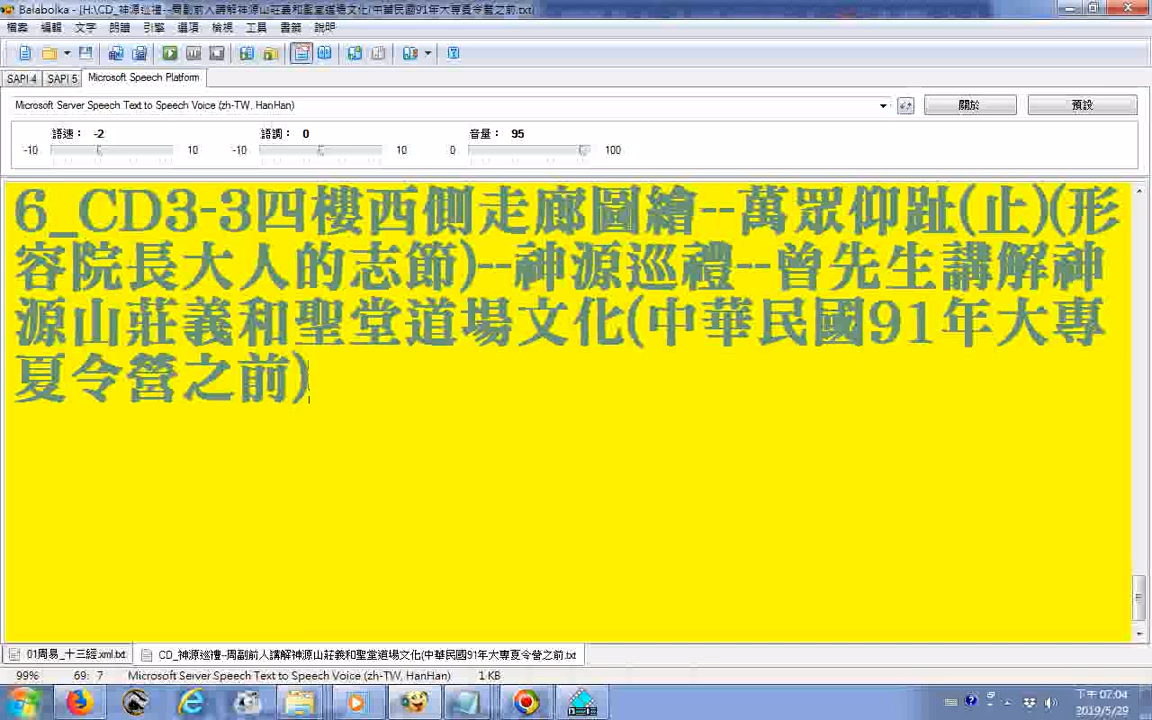 Balabolka - [H:\CD_神源巡禮--周副前人講解神源山莊義和聖堂道場文化(中華民國91年大專夏令營之前.txt]
檔案 編輯 文字 朗讀 引擎 選項 檢視 工具 書籤 說明
SAPI 4 SAPI 5 Microsoft Speech Platform
Microsoft Server Speech Text to Speech Voice (zh-TW, HanHan) 關於 預設
語速： -2 語調： 0 音量： 95
-10 10 -10 10 0 100
6_CD3-3四樓西側走廊圖繪--萬眾仰趾(止)(形
容院長大人的志節)--神源巡禮--曾先生講解神
源山莊義和聖堂道場文化(中華民國91年大專
夏令營之前)
01周易_十三經.xml.txt CD_神源巡禮--周副前人講解神源山莊義和聖堂道場文化(中華民國91年大專夏令營之前.txt
99% 69: 7 Microsoft Server Speech Text to Speech Voice (zh-TW, HanHan) 1 KB
下午 07:04
2019/5/29